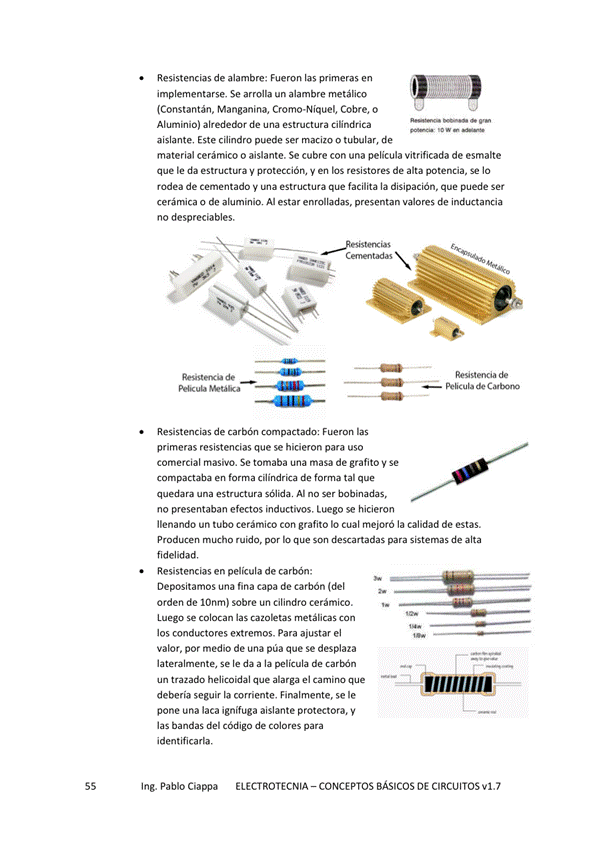 • Resistencias de alambre: Fueron las primeras en
implementarse. Se arrolla un alambre metálico
(Constantán, Manganina, Cromo-Níquel, Cobre, o
Aluminio) alrededor de una estructura cilíndrica
aislante. Este cilindro puede ser macizo o tubular, de
material cerámico o aislante. Se cubre con una película vitrificada de esmalte
que le da estructura y protección, y en los resistores de alta potencia, se lo
rodea de cementado y una estructura que facilita la disipación, que puede ser
cerámica o de aluminio. Al estar enrolladas, presentan valores de inductancia
no despreciables.
Resistencia bobinada de gran
potencia: 10 W en adelante
Resistencias
Cementadas
Encapsulado Metálico
Resistencia de
Pelicula Metálica
Resistencia de
Pelicula de Carbono
• Resistencias de carbón compactado: Fueron las
primeras resistencias que se hicieron para uso
comercial masivo. Se tomaba una masa de grafito y se
compactaba en forma cilíndrica de forma tal que
quedara una estructura sólida. Al no ser bobinadas,
no presentaban efectos inductivos. Luego se hicieron
llenando un tubo cerámico con grafito lo cual mejoró la calidad de estas.
Producen mucho ruido, por lo que son descartadas para sistemas de alta
fidelidad.
• Resistencias en película de carbón:
Depositamos una fina capa de carbón (del
orden de 10nm) sobre un cilindro cerámico.
Luego se colocan las cazoletas metálicas con
los conductores extremos. Para ajustar el
valor, por medio de una púa que se desplaza
lateralmente, se le da a la película de carbón
un trazado helicoidal que alarga el camino que
debería seguir la corriente. Finalmente, se le
pone una laca ignífuga aislante protectora, y
las bandas del código de colores para
identificarla.
3w
2w
1w
1/2w
1/4w
1/8w
carbon film spiraled
away to give value
end cap
insulating coating
metal lead
ceramic rod
55 Ing. Pablo Ciappa ELECTROTECNIA – CONCEPTOS BÁSICOS DE CIRCUITOS v1.7